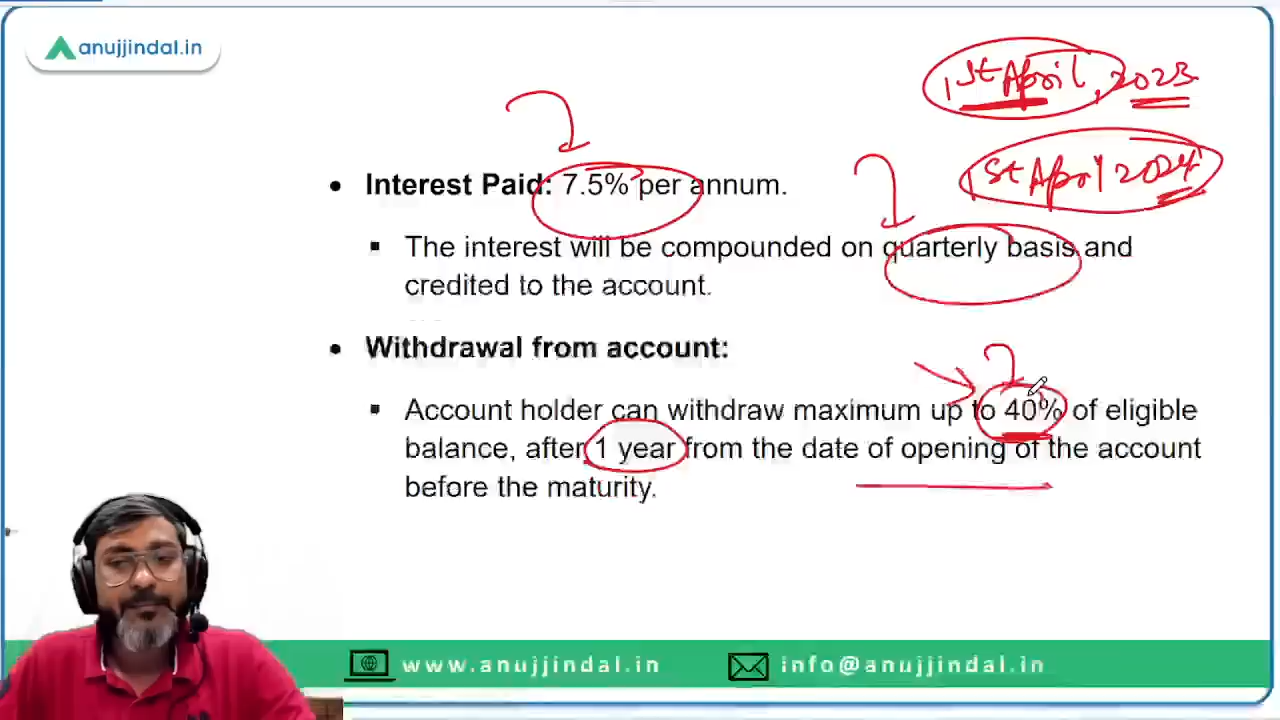 anujjindal.in
1st April, 2023
1st April 2024
• Interest Paid: 7.5% per annum.
▪ The interest will be compounded on quarterly basis and
credited to the account.
• Withdrawal from account:
▪ Account holder can withdraw maximum up to 40% of eligible
balance, after 1 year from the date of opening of the account
before the maturity.
www.anujjindal.in
info@anujjindal.in